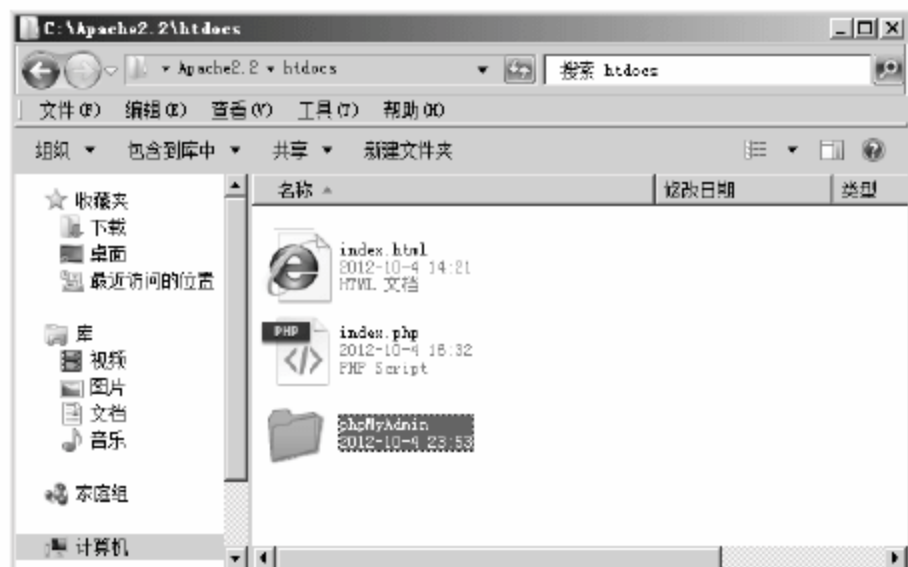 C:\Apache2.2\htdocs
Apache2.2 htdocs 搜索 htdocs
文件(F) 编辑(E) 查看(V) 工具(T) 帮助(H)
组织 包含到库中 共享 新建文件夹
名称 修改日期 类型
收藏夹
下载
桌面
最近访问的位置
库
视频
图片
文档
音乐
家庭组
计算机
index.html
2012-10-4 14:21
HTML 文档
PHP
index.php
2012-10-4 16:32
PHP Script
phpMyAdmin
2012-10-4 23:53